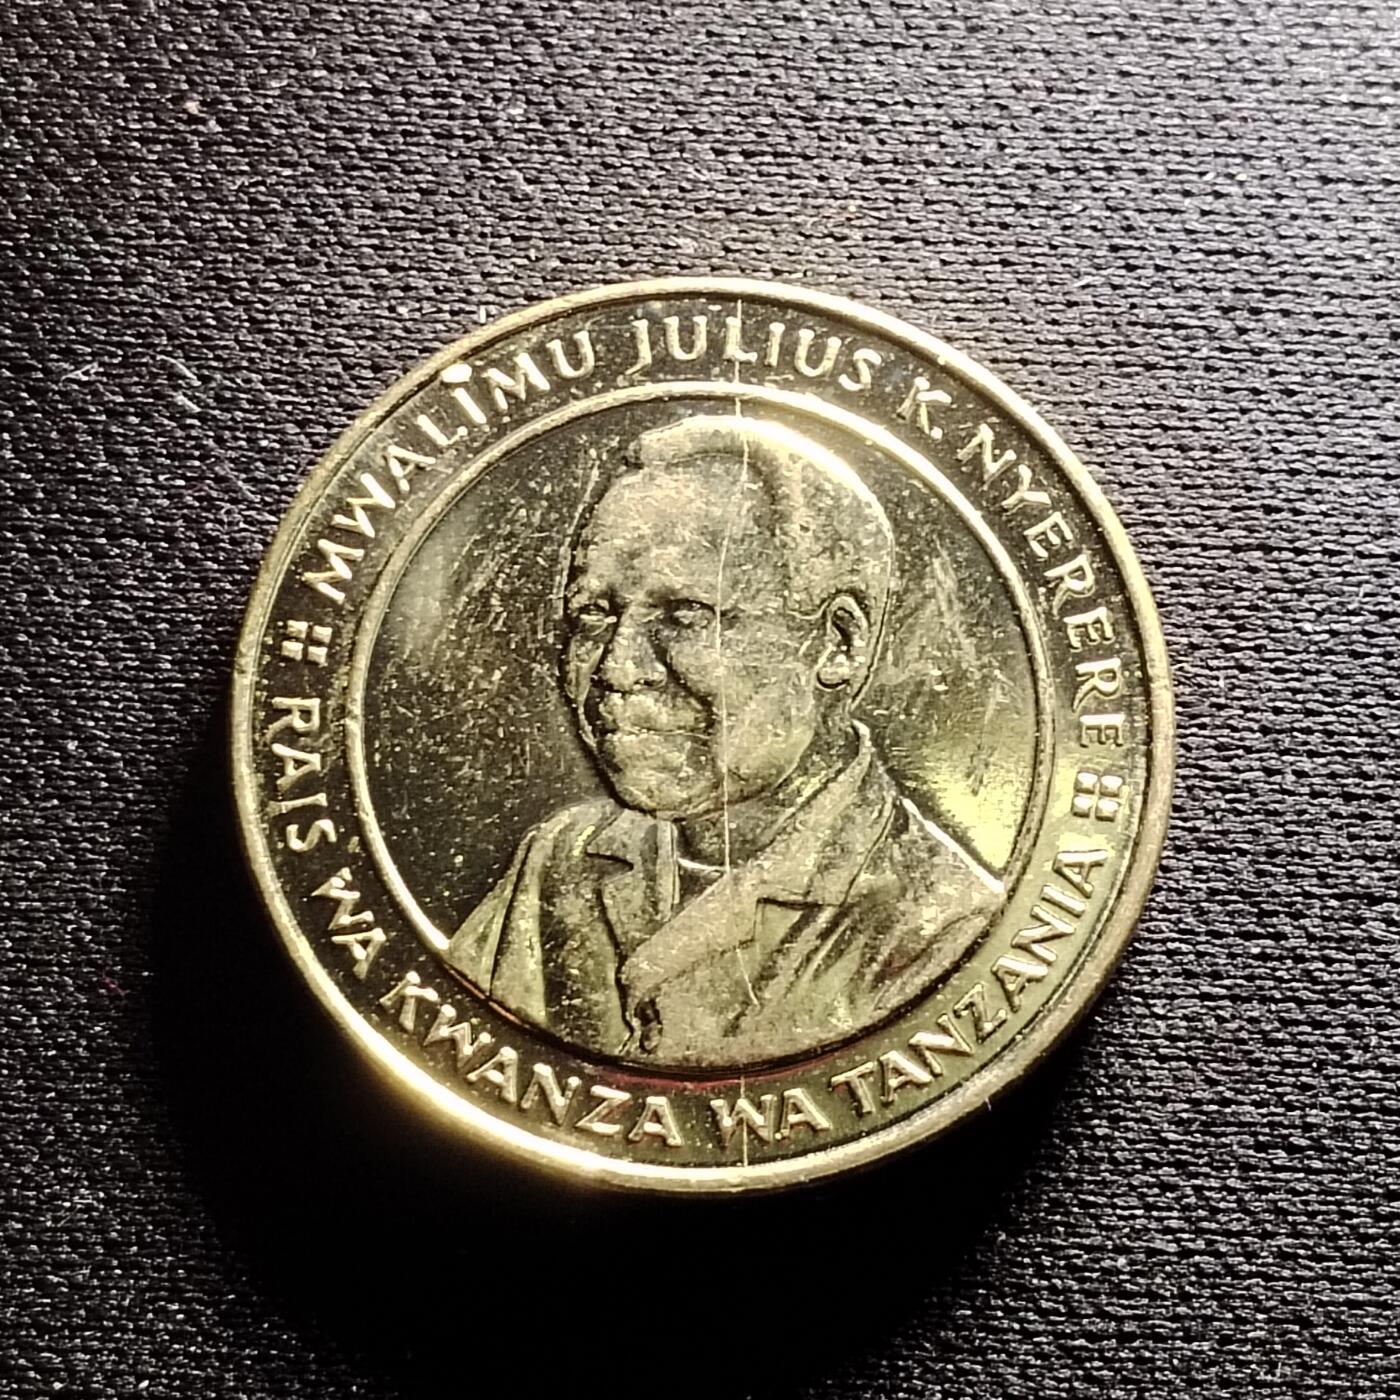 MWALIMU JULIUS K. NYERERE
RAIS WA KWANZA WA TANZANIA